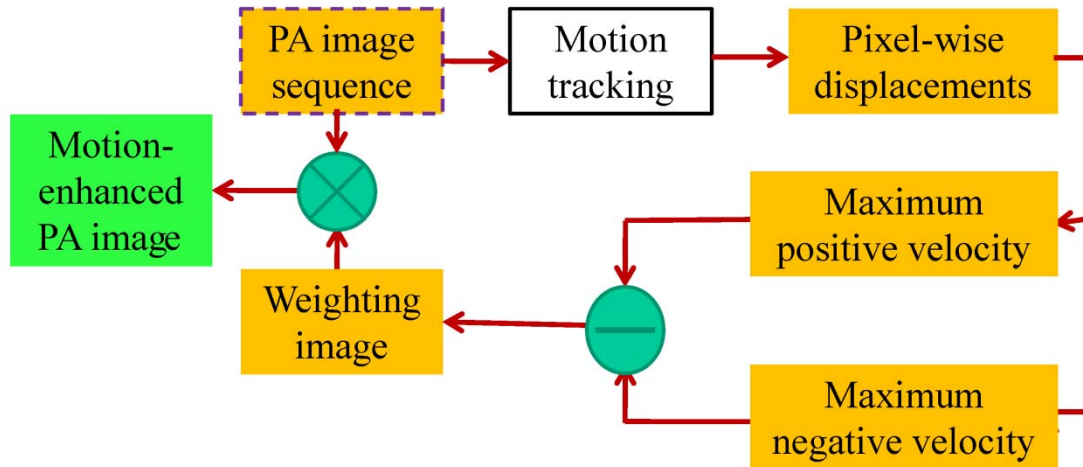 PA image
sequence
Motion
tracking
Pixel-wise
displacements
Motion-
enhanced
PA image
Maximum
positive velocity
Weighting
image
Maximum
negative velocity